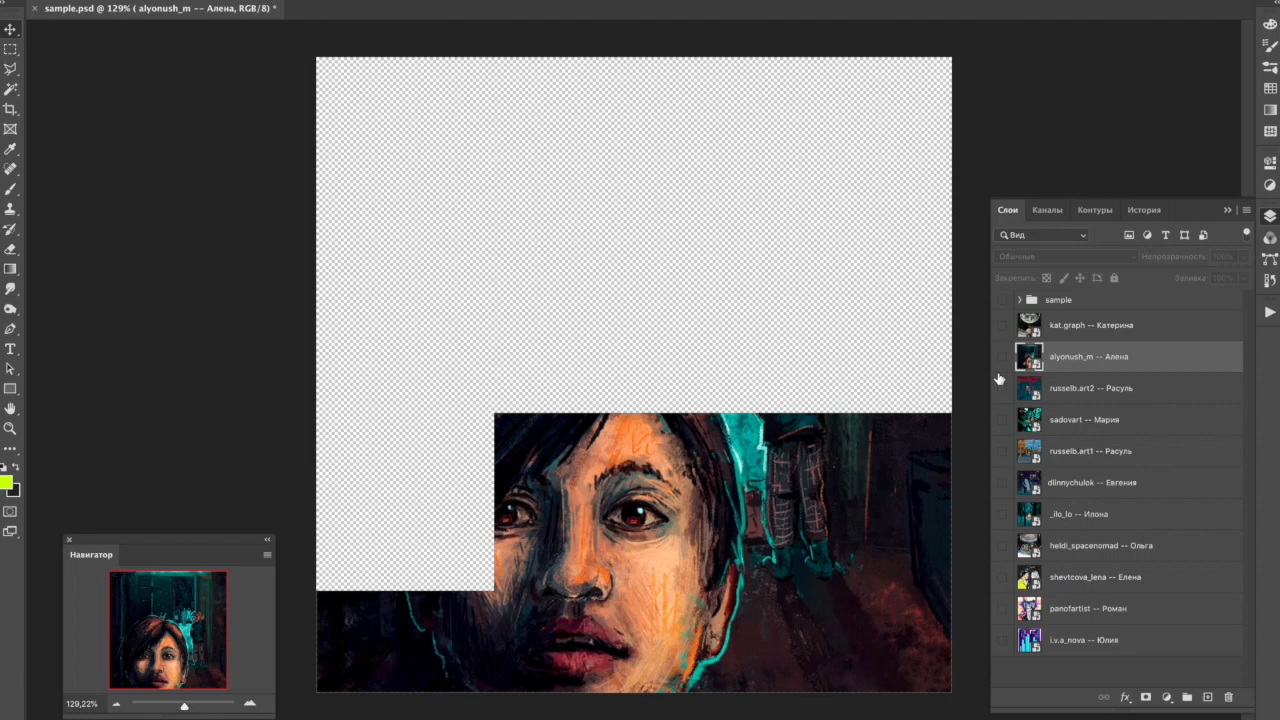 sample.psd @ 129% ( alyonush_m -- Алена, RGB/8) *
Слои
Каналы
Контуры
История
Вид
Обычные
Непрозрачность: 100%
Закрепить:
Заливка: 100%
sample
kat.graph -- Катерина
alyonush_m -- Алена
russelb.art2 -- Расуль
sadovart -- Мария
russelb.art1 -- Расуль
dlinnychulok -- Евгения
_ilo_lo -- Илона
heldi_spacenomad -- Ольга
shevtcova_lena -- Елена
panofartist -- Роман
i.v.a_nova -- Юлия
Навигатор
129,22%